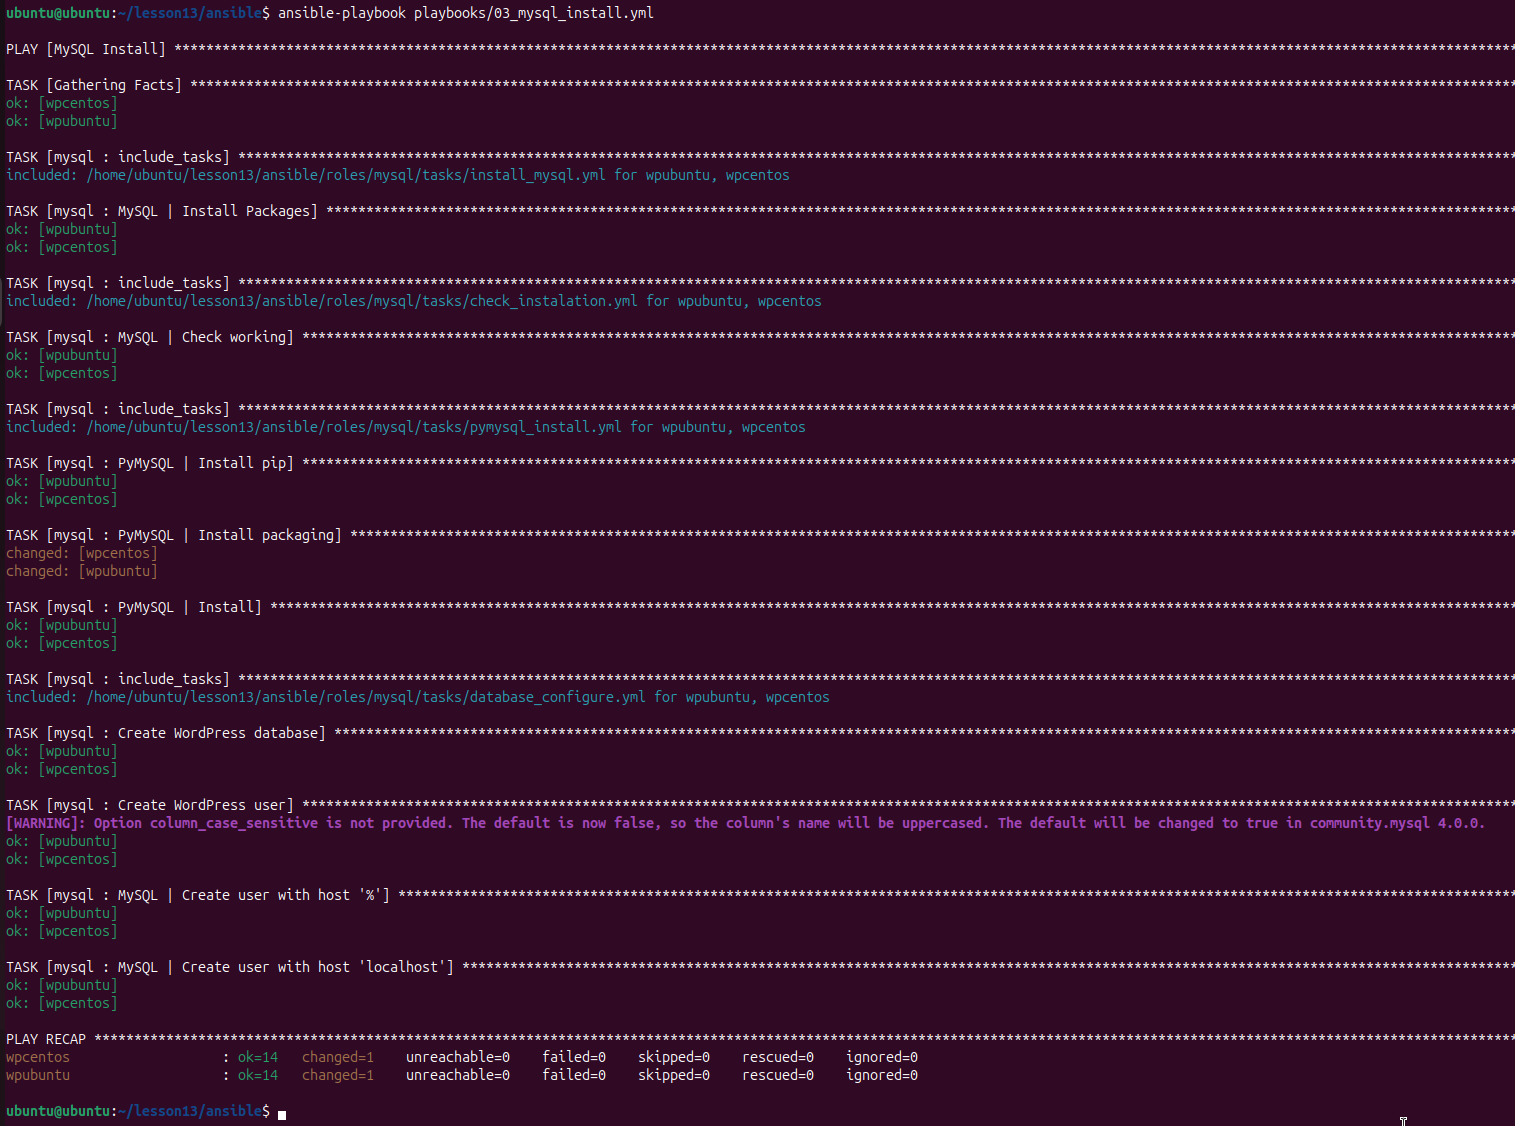 ubuntu@ubuntu:~/lesson13/ansible$ ansible-playbook playbooks/03_mysql_install.yml
PLAY [MySQL Install] ****************************************************************************************************************************************************************************
TASK [Gathering Facts] **************************************************************************************************************************************************************************
ok: [wpcentos]
ok: [wpubuntu]
TASK [mysql : include_tasks] ********************************************************************************************************************************************************************
included: /home/ubuntu/lesson13/ansible/roles/mysql/tasks/install_mysql.yml for wpubuntu, wpcentos
TASK [mysql : MySQL | Install Packages] *********************************************************************************************************************************************************
ok: [wpubuntu]
ok: [wpcentos]
TASK [mysql : include_tasks] ********************************************************************************************************************************************************************
included: /home/ubuntu/lesson13/ansible/roles/mysql/tasks/check_instalation.yml for wpubuntu, wpcentos
TASK [mysql : MySQL | Check working] ************************************************************************************************************************************************************
ok: [wpubuntu]
ok: [wpcentos]
TASK [mysql : include_tasks] ********************************************************************************************************************************************************************
included: /home/ubuntu/lesson13/ansible/roles/mysql/tasks/pymysql_install.yml for wpubuntu, wpcentos
TASK [mysql : PyMySQL | Install pip] ************************************************************************************************************************************************************
ok: [wpubuntu]
ok: [wpcentos]
TASK [mysql : PyMySQL | Install packaging] ******************************************************************************************************************************************************
changed: [wpcentos]
changed: [wpubuntu]
TASK [mysql : PyMySQL | Install] ****************************************************************************************************************************************************************
ok: [wpubuntu]
ok: [wpcentos]
TASK [mysql : include_tasks] ********************************************************************************************************************************************************************
included: /home/ubuntu/lesson13/ansible/roles/mysql/tasks/database_configure.yml for wpubuntu, wpcentos
TASK [mysql : Create WordPress database] ********************************************************************************************************************************************************
ok: [wpubuntu]
ok: [wpcentos]
TASK [mysql : Create WordPress user] ************************************************************************************************************************************************************
[WARNING]: Option column_case_sensitive is not provided. The default is now false, so the column's name will be uppercased. The default will be changed to true in community.mysql 4.0.0.
ok: [wpubuntu]
ok: [wpcentos]
TASK [mysql : MySQL | Create user with host '%'] ************************************************************************************************************************************************
ok: [wpubuntu]
ok: [wpcentos]
TASK [mysql : MySQL | Create user with host 'localhost'] ****************************************************************************************************************************************
ok: [wpubuntu]
ok: [wpcentos]
PLAY RECAP **************************************************************************************************************************************************************************************
wpcentos                   : ok=14   changed=1    unreachable=0    failed=0    skipped=0    rescued=0    ignored=0
wpubuntu                   : ok=14   changed=1    unreachable=0    failed=0    skipped=0    rescued=0    ignored=0
ubuntu@ubuntu:~/lesson13/ansible$